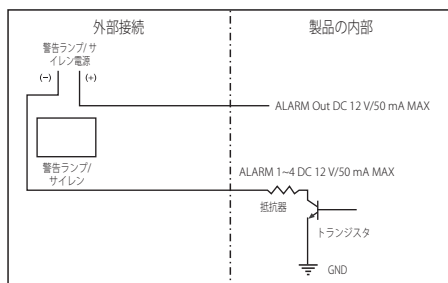 外部接続
製品の内部
警告ランプ/ サ
イレン電源
(−)
(+)
ALARM Out DC 12 V/50 mA MAX
警告ランプ/
サイレン
ALARM 1~4 DC 12 V/50 mA MAX
抵抗器
トランジスタ
GND